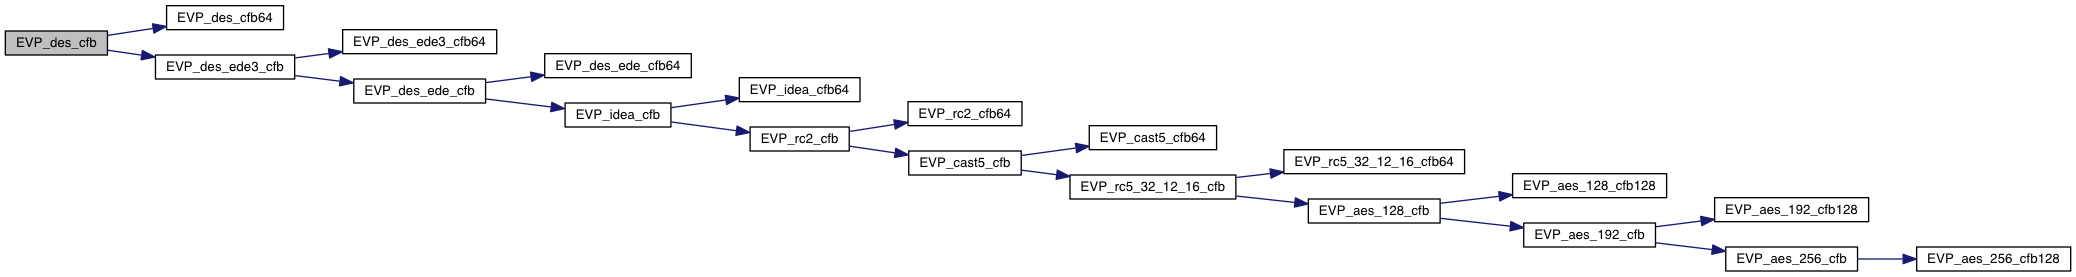 EVP_des_cfb64
EVP_des_cfb
EVP_des_ede3_cfb64
EVP_des_ede3_cfb
EVP_des_ede_cfb64
EVP_des_ede_cfb
EVP_idea_cfb64
EVP_idea_cfb
EVP_rc2_cfb64
EVP_rc2_cfb
EVP_cast5_cfb64
EVP_cast5_cfb
EVP_rc5_32_12_16_cfb64
EVP_rc5_32_12_16_cfb
EVP_aes_128_cfb128
EVP_aes_128_cfb
EVP_aes_192_cfb128
EVP_aes_192_cfb
EVP_aes_256_cfb
EVP_aes_256_cfb128